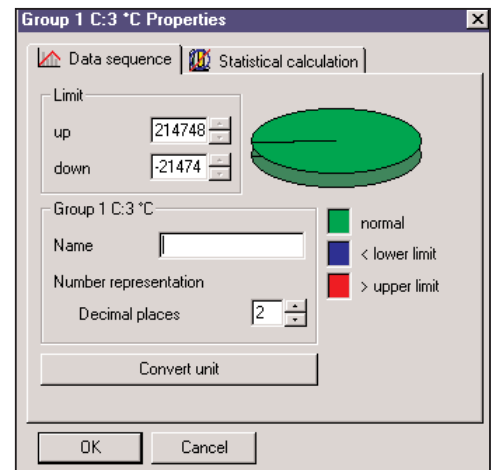 Group 1 C:3 °C Properties
Data sequence
Statistical calculation
Limit
up 214748
down -21474
Group 1 C:3 °C
Name
Number representation
Decimal places 2
normal
< lower limit
> upper limit
Convert unit
OK Cancel